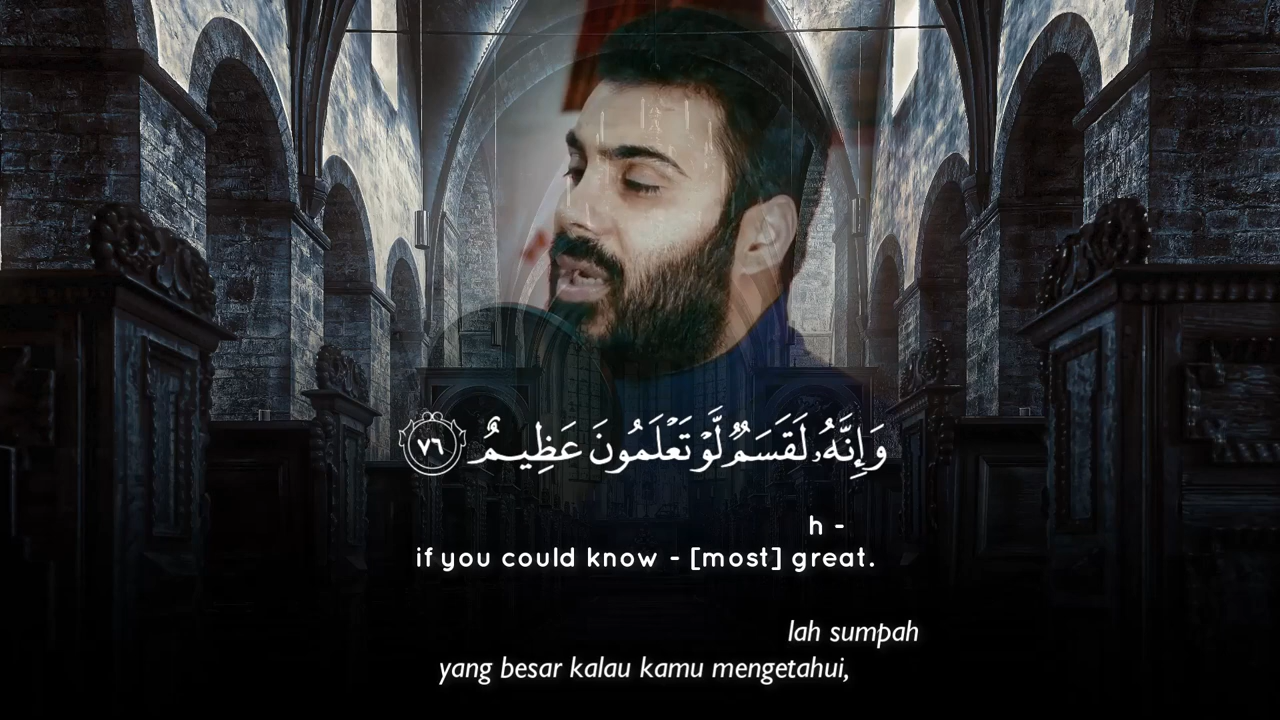 وَإِنَّهُۥ لَقَسَمٌ لَّوْ تَعْلَمُونَ عَظِيمٌ ٧٦
h -
if you could know - [most] great.
lah sumpah
yang besar kalau kamu mengetahui,